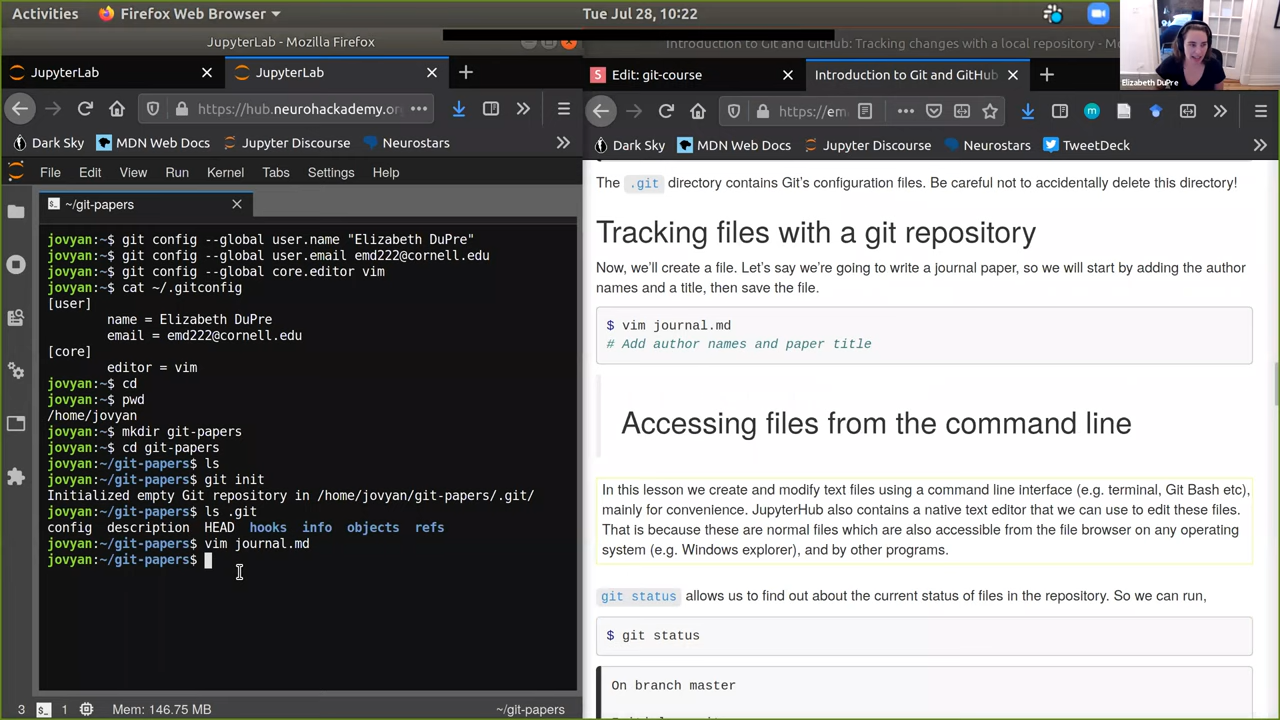 Activities
Firefox Web Browser
Tue Jul 28, 10:22
JupyterLab - Mozilla Firefox
Introduction to Git and GitHub: Tracking changes with a local repository - Mo
Elizabeth DuPre
JupyterLab
JupyterLab
https://hub.neurohackademy.or
Dark Sky
MDN Web Docs
Jupyter Discourse
Neurostars
File Edit View Run Kernel Tabs Settings Help
~/git-papers
jovyan:~$ git config --global user.name "Elizabeth DuPre"
jovyan:~$ git config --global user.email emd222@cornell.edu
jovyan:~$ git config --global core.editor vim
jovyan:~$ cat ~/.gitconfig
[user]
name = Elizabeth DuPre
email = emd222@cornell.edu
[core]
editor = vim
jovyan:~$ cd
jovyan:~$ pwd
/home/jovyan
jovyan:~$ mkdir git-papers
jovyan:~$ cd git-papers
jovyan:~/git-papers$ ls
jovyan:~/git-papers$ git init
Initialized empty Git repository in /home/jovyan/git-papers/.git/
jovyan:~/git-papers$ ls .git
config description HEAD hooks info objects refs
jovyan:~/git-papers$ vim journal.md
jovyan:~/git-papers$
3
1
Mem: 146.75 MB
~/git-papers
Edit: git-course
Introduction to Git and GitHub
https://em
Dark Sky
MDN Web Docs
Jupyter Discourse
Neurostars
TweetDeck
The .git directory contains Git's configuration files. Be careful not to accidentally delete this directory!
Tracking files with a git repository
Now, we'll create a file. Let's say we're going to write a journal paper, so we will start by adding the author
names and a title, then save the file.
$ vim journal.md
# Add author names and paper title
Accessing files from the command line
In this lesson we create and modify text files using a command line interface (e.g. terminal, Git Bash etc),
mainly for convenience. JupyterHub also contains a native text editor that we can use to edit these files.
That is because these are normal files which are also accessible from the file browser on any operating
system (e.g. Windows explorer), and by other programs.
git status allows us to find out about the current status of files in the repository. So we can run,
$ git status
On branch master